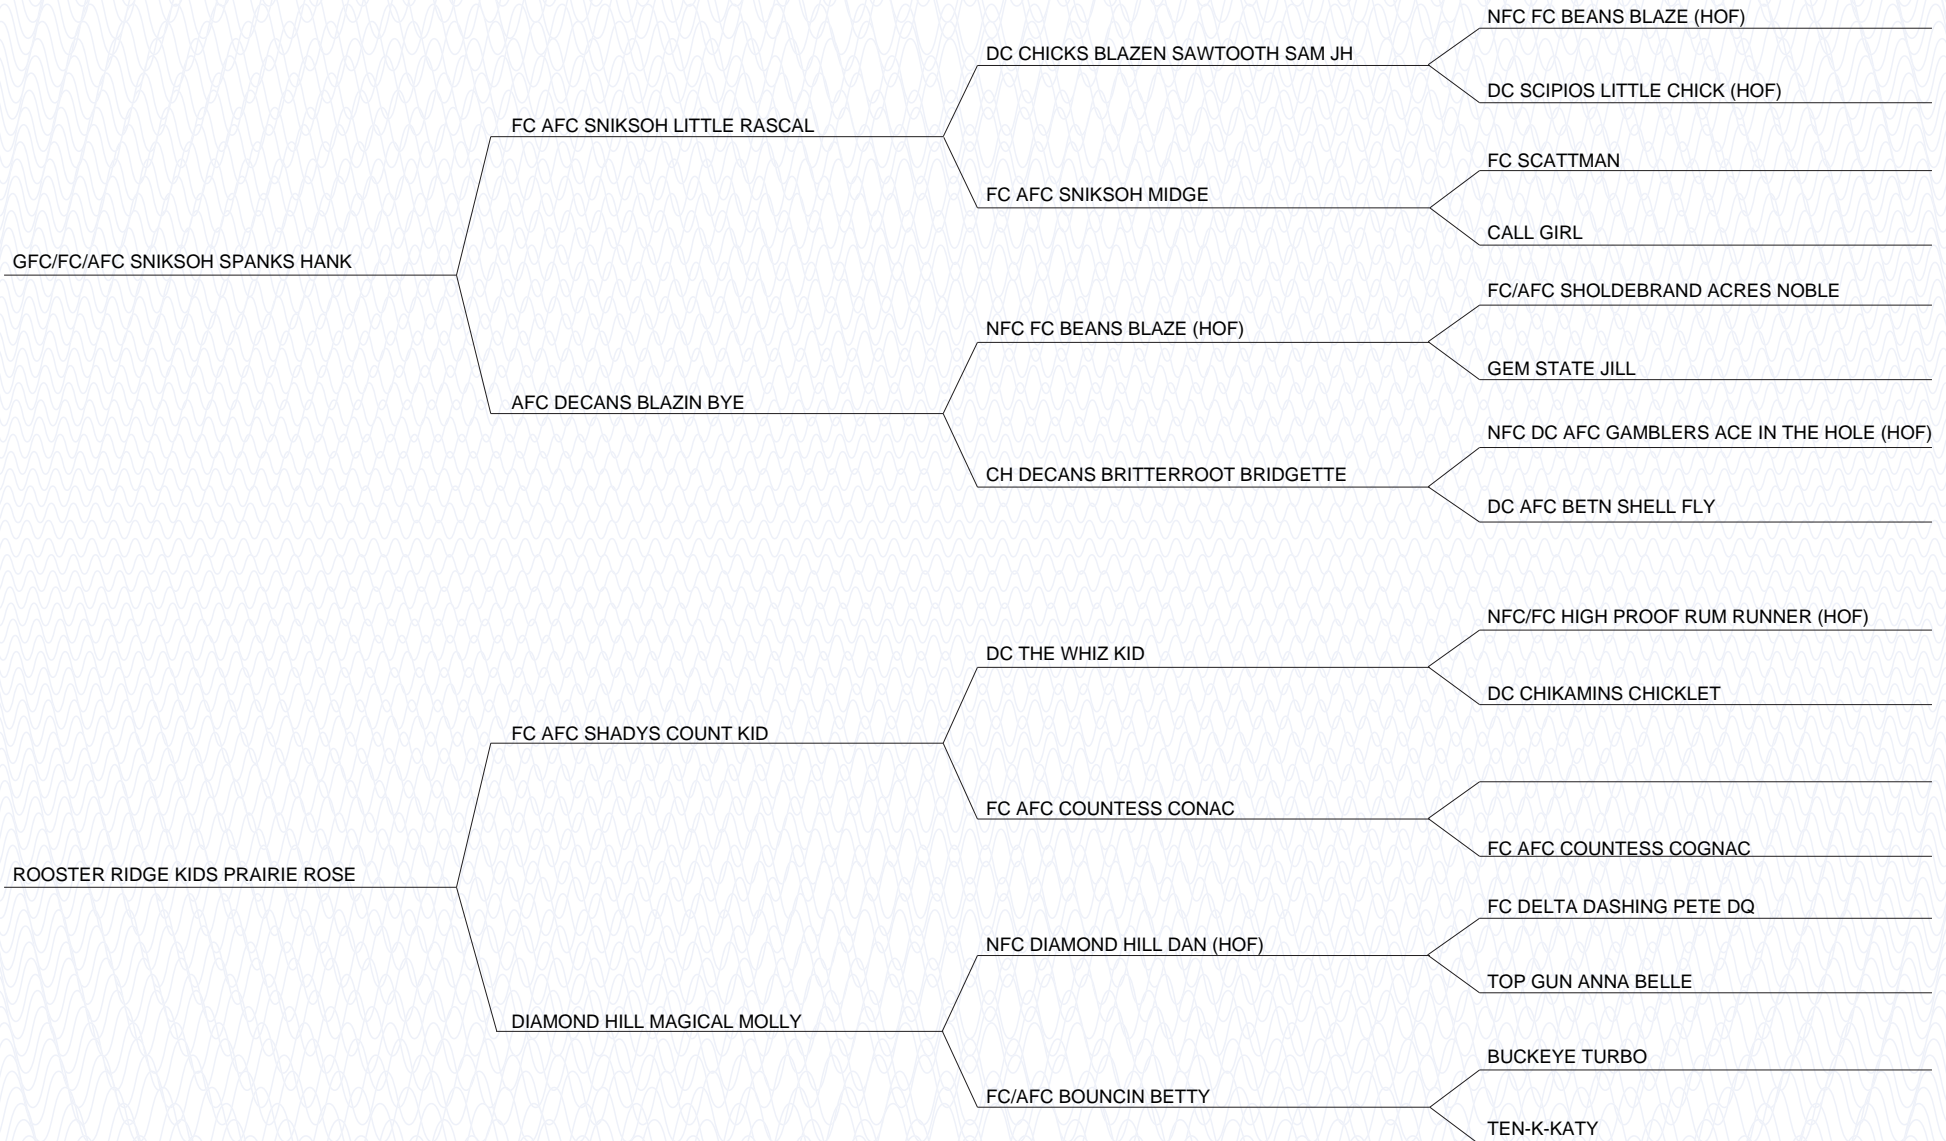 NFC FC BEANS BLAZE (HOF)
DC CHICKS BLAZEN SAWTOOTH SAM JH
DC SCIPIOS LITTLE CHICK (HOF)
FC AFC SNIKSOH LITTLE RASCAL
FC SCATTMAN
FC AFC SNIKSOH MIDGE
CALL GIRL
GFC/FC/AFC SNIKSOH SPANKS HANK
FC/AFC SHOLDEBRAND ACRES NOBLE
NFC FC BEANS BLAZE (HOF)
GEM STATE JILL
AFC DECANS BLAZIN BYE
NFC DC AFC GAMBLERS ACE IN THE HOLE (HOF)
CH DECANS BRITTERROOT BRIDGETTE
DC AFC BETN SHELL FLY
NFC/FC HIGH PROOF RUM RUNNER (HOF)
DC THE WHIZ KID
DC CHIKAMINS CHICKLET
FC AFC SHADYS COUNT KID
FC AFC COUNTESS CONAC
FC AFC COUNTESS COGNAC
ROOSTER RIDGE KIDS PRAIRIE ROSE
FC DELTA DASHING PETE DQ
NFC DIAMOND HILL DAN (HOF)
TOP GUN ANNA BELLE
DIAMOND HILL MAGICAL MOLLY
BUCKEYE TURBO
FC/AFC BOUNCIN BETTY
TEN-K-KATY